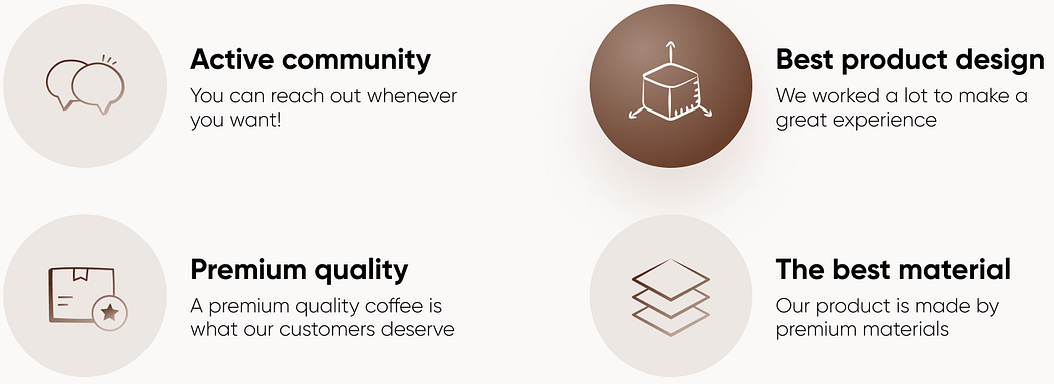 Active community
You can reach out whenever
you want!
Best product design
We worked a lot to make a
great experience
Premium quality
A premium quality coffee is
what our customers deserve
The best material
Our product is made by
premium materials